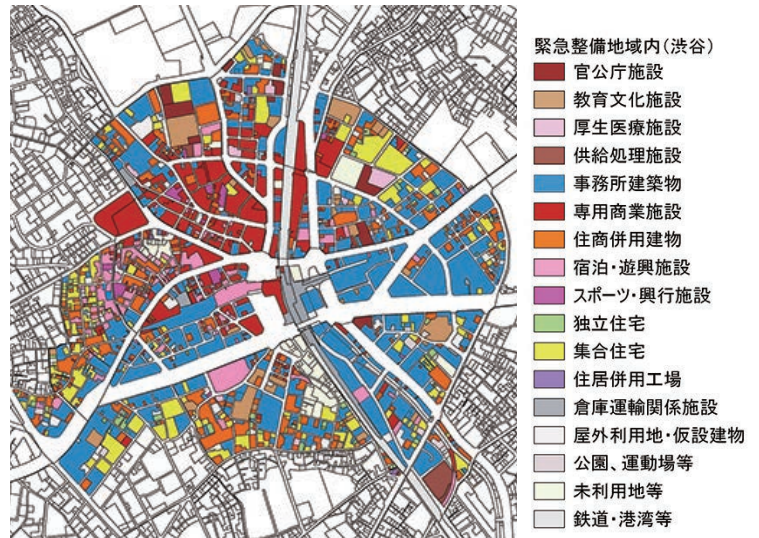 緊急整備地域内（渋谷）
官公庁施設
教育文化施設
厚生医療施設
供給処理施設
事務所建築物
専用商業施設
住商併用建物
宿泊・遊興施設
スポーツ・興行施設
独立住宅
集合住宅
住居併用工場
倉庫運輸関係施設
屋外利用地・仮設建物
公園、運動場等
未利用地等
鉄道・港湾等